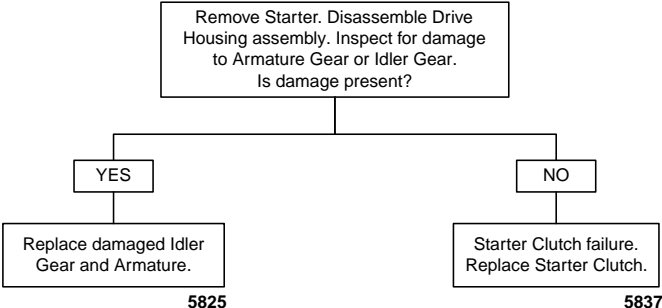 Remove Starter. Disassemble Drive
Housing assembly. Inspect for damage
to Armature Gear or Idler Gear.
Is damage present?
YES
NO
Replace damaged Idler
Gear and Armature.
5825
Starter Clutch failure.
Replace Starter Clutch.
5837